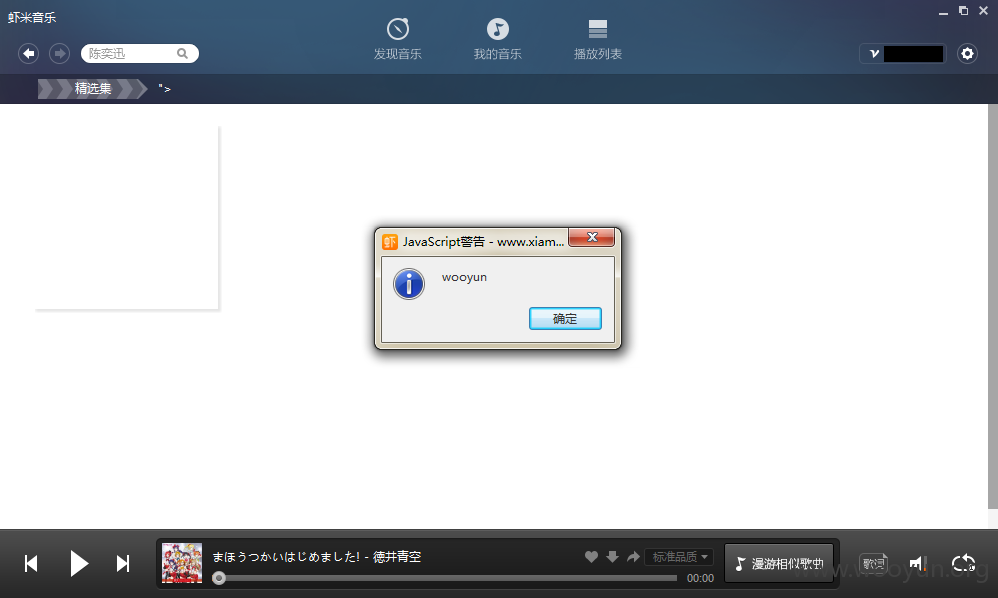 虾米音乐
陈奕迅
发现音乐
我的音乐
播放列表
精选集
">
JavaScript警告 - www.xiam...
wooyun
确定
まほうつかいはじめました! - 徳井青空
标准品质
00:00
漫游相似歌曲
歌词
www.wooyun.org